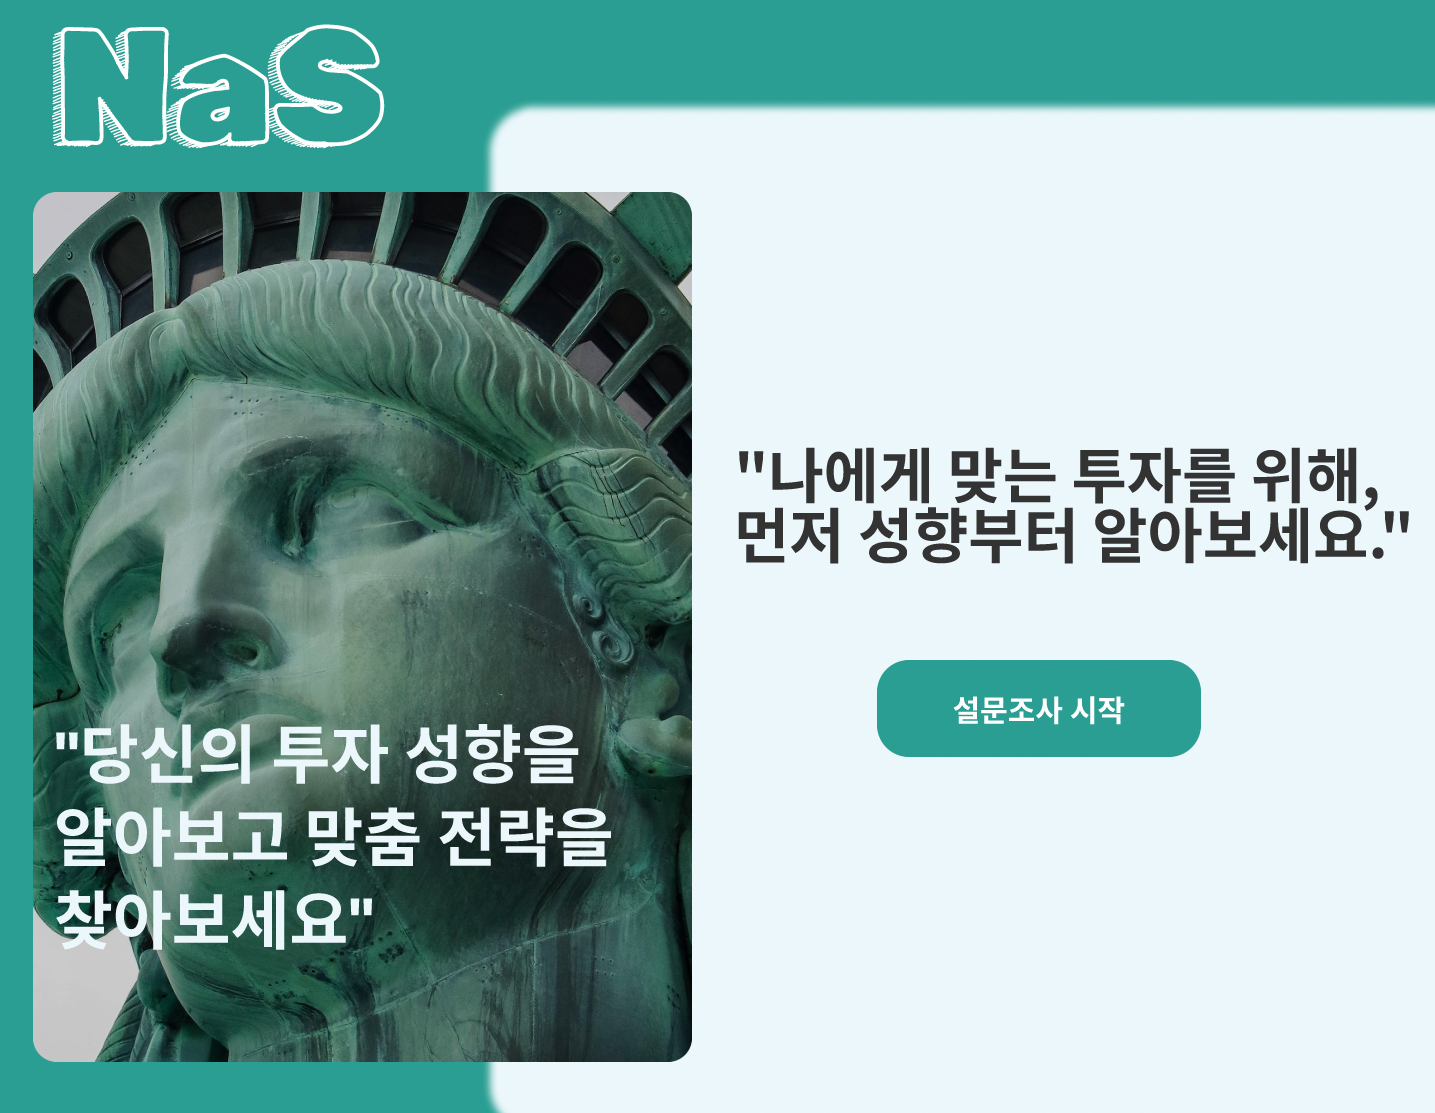 NaS
"나에게 맞는 투자를 위해,
먼저 성향부터 알아보세요."
설문조사 시작
"당신의 투자 성향을
알아보고 맞춤 전략을
찾아보세요"